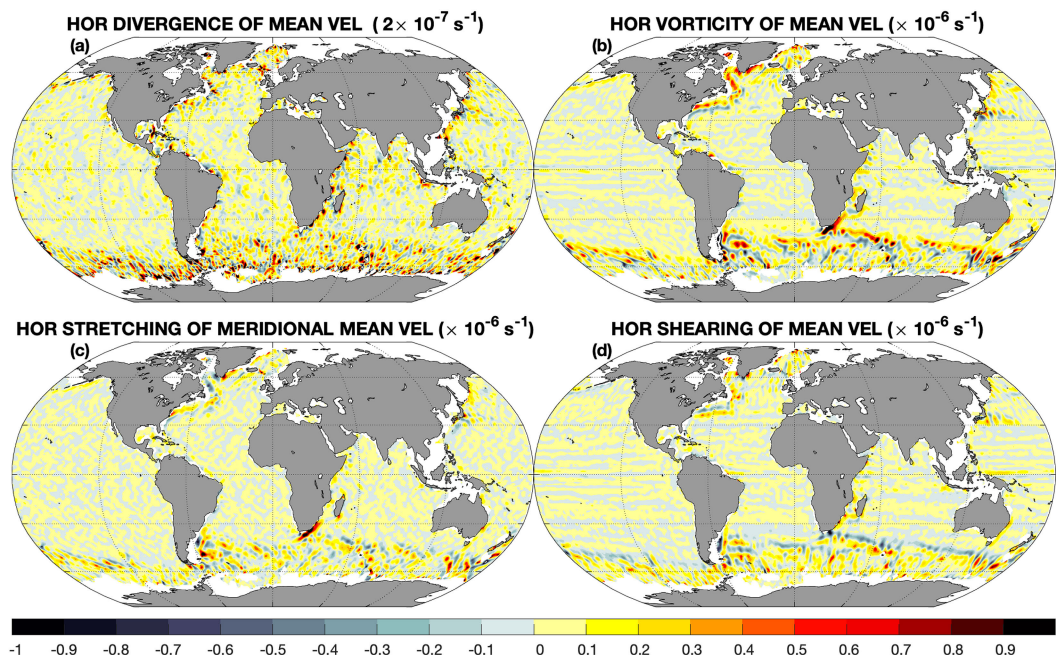 HOR DIVERGENCE OF MEAN VEL ( 2× 10⁻⁷ s⁻¹)
(a)
HOR VORTICITY OF MEAN VEL (× 10⁻⁶ s⁻¹)
(b)
HOR STRETCHING OF MERIDIONAL MEAN VEL (× 10⁻⁶ s⁻¹)
(c)
HOR SHEARING OF MEAN VEL (× 10⁻⁶ s⁻¹)
(d)
-1 -0.9 -0.8 -0.7 -0.6 -0.5 -0.4 -0.3 -0.2 -0.1 0 0.1 0.2 0.3 0.4 0.5 0.6 0.7 0.8 0.9